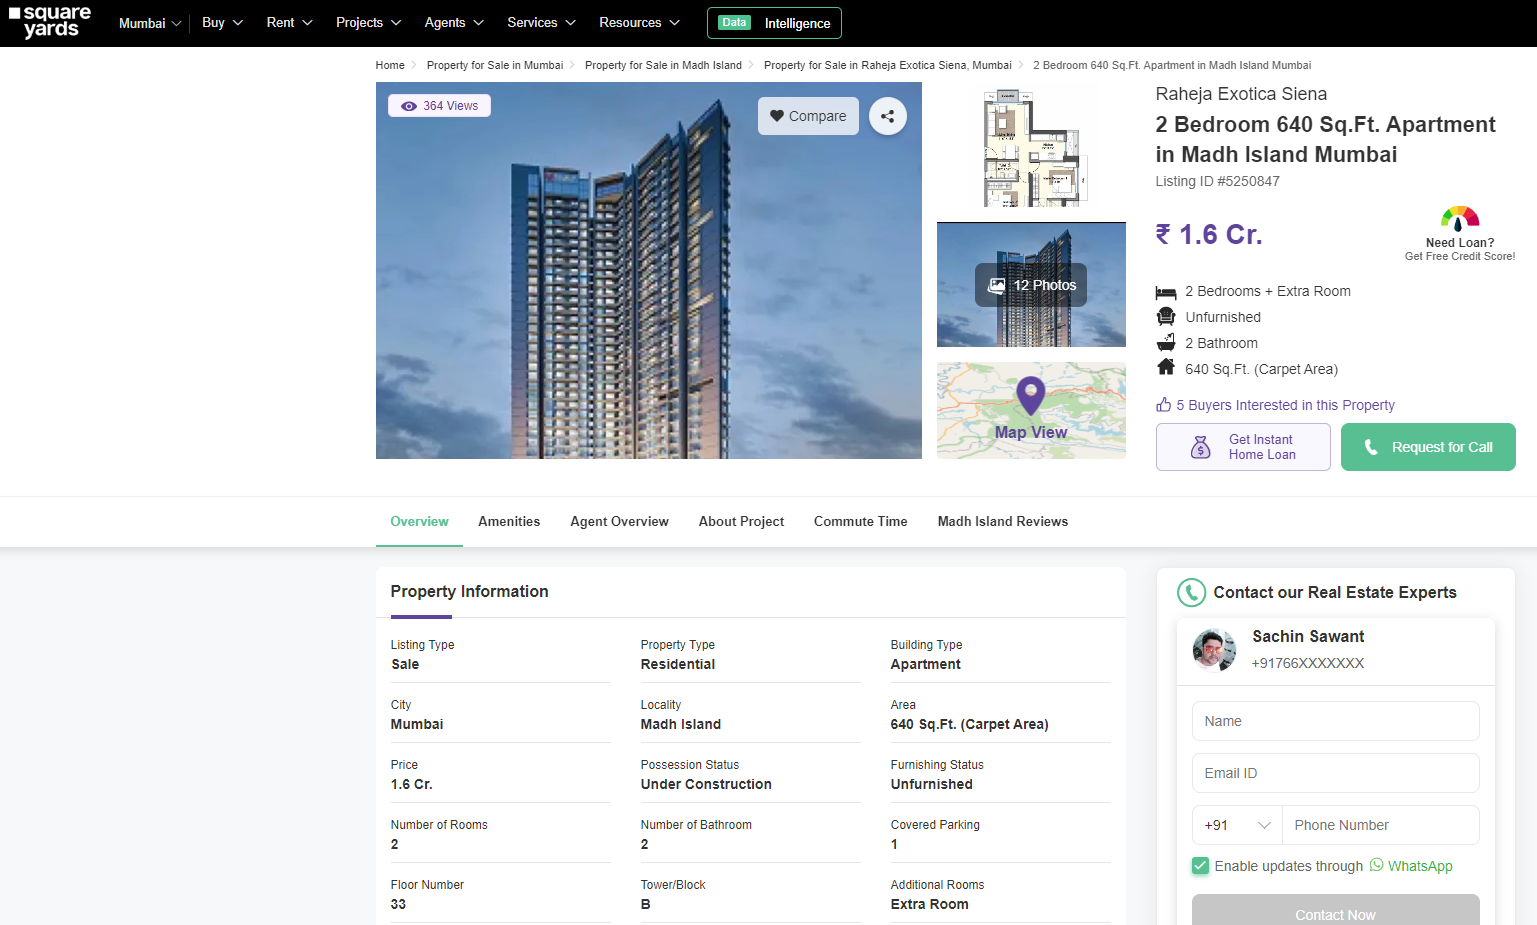 square
yards
Mumbai
Buy
Rent
Projects
Agents
Services
Resources
Data Intelligence
Home
Property for Sale in Mumbai
Property for Sale in Madh Island
Property for Sale in Raheja Exotica Siena, Mumbai
2 Bedroom 640 Sq.Ft. Apartment in Madh Island Mumbai
364 Views
Compare
12 Photos
Map View
Raheja Exotica Siena
2 Bedroom 640 Sq.Ft. Apartment
in Madh Island Mumbai
Listing ID #5250847
₹ 1.6 Cr.
Need Loan?
Get Free Credit Score!
2 Bedrooms + Extra Room
Unfurnished
2 Bathroom
640 Sq.Ft. (Carpet Area)
5 Buyers Interested in this Property
Get Instant
Home Loan
Request for Call
Overview
Amenities
Agent Overview
About Project
Commute Time
Madh Island Reviews
Property Information
Listing Type
Sale
Property Type
Residential
Building Type
Apartment
City
Mumbai
Locality
Madh Island
Area
640 Sq.Ft. (Carpet Area)
Price
1.6 Cr.
Possession Status
Under Construction
Furnishing Status
Unfurnished
Number of Rooms
2
Number of Bathroom
2
Covered Parking
1
Floor Number
33
Tower/Block
B
Additional Rooms
Extra Room
Contact our Real Estate Experts
Sachin Sawant
+91766XXXXXXX
Name
Email ID
+91
Phone Number
Enable updates through WhatsApp
Contact Now